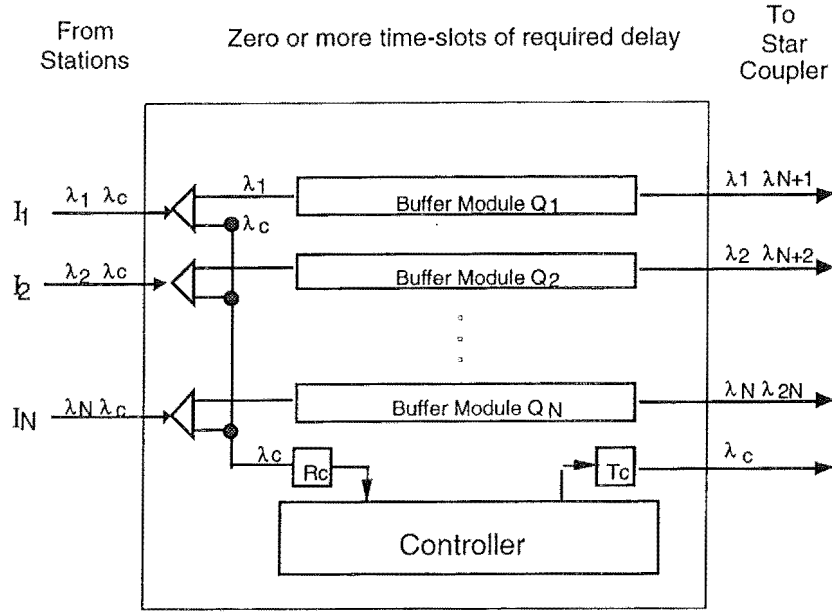 From
Stations
Zero or more time-slots of required delay
To
Star
Coupler
I1
λ1 λc
λ1
Buffer Module Q1
λ1 λN+1
λc
I2
λ2 λc
Buffer Module Q2
λ2 λN+2
IN
λN λc
Buffer Module QN
λN λ2N
λc
Rc
Tc
λc
Controller